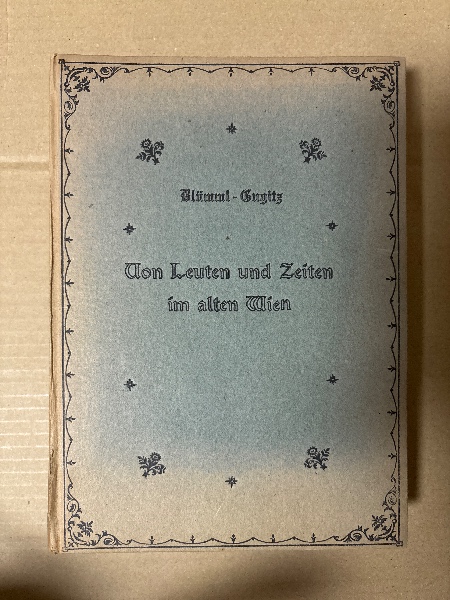 Blümml - Gugitz
Von Leuten und Zeiten
im alten Wien